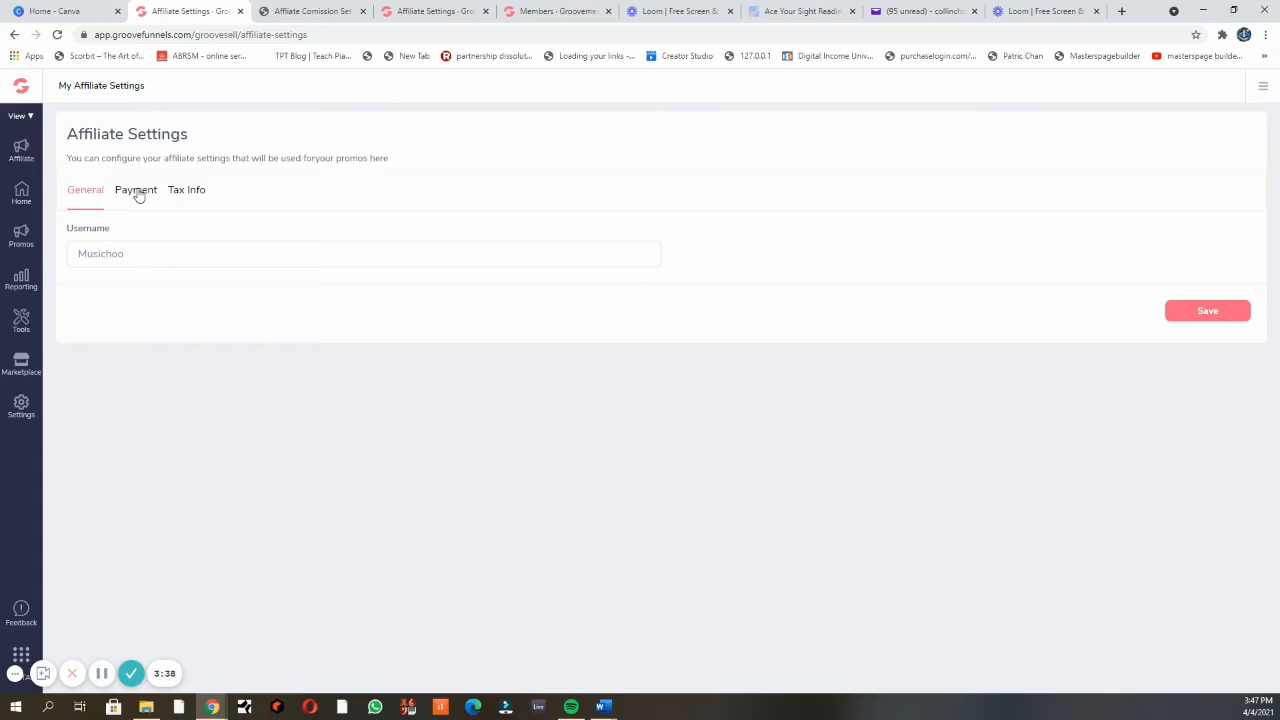 Home - Canva
Affiliate Settings - Groovesell
Affiliate Comission Set
Affiliate Settings - Gro
Members - Grooveme
Loom | Free Screen &
Ace Your Sight Readin
(95 unread) - collinch
Loom | Free Screen &
app.groovefunnels.com/groovesell/affiliate-settings
Apps
Scorbit – The Art of...
ABRSM - online ser...
TPT Blog | Teach Pia...
New Tab
partnership dissolut...
Loading your links -...
Creator Studio
127.0.0.1
Digital Income Univ...
purchaselogin.com/...
Patric Chan
Masterspagebuilder
masterspage builde...
»
My Affiliate Settings
View ▼
Affiliate
Home
Promos
Reporting
Tools
Marketplace
Settings
Feedback
Affiliate Settings
You can configure your affiliate settings that will be used foryour promos here
General Payment Tax Info
Username
Musichoo
Save
3:38
3:47 PM
4/4/2021